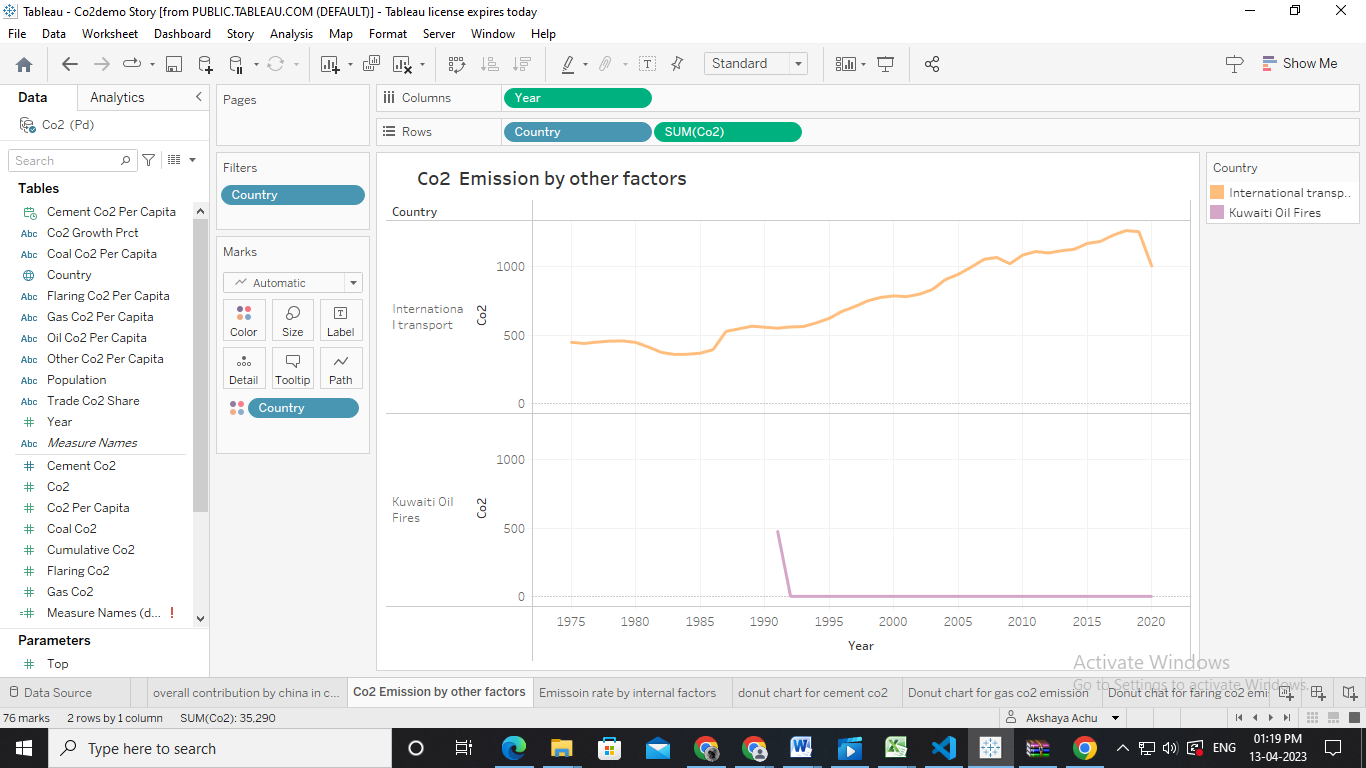 Tableau - Co2demo Story [from PUBLIC.TABLEAU.COM (DEFAULT)] - Tableau license expires today
File Data Worksheet Dashboard Story Analysis Map Format Server Window Help
Standard
Show Me
Data Analytics
Co2 (Pd)
Search
Tables
Cement Co2 Per Capita
Abc Co2 Growth Prct
Abc Coal Co2 Per Capita
Country
Abc Flaring Co2 Per Capita
Abc Gas Co2 Per Capita
Abc Oil Co2 Per Capita
Abc Other Co2 Per Capita
Abc Population
Abc Trade Co2 Share
# Year
Abc Measure Names
# Cement Co2
# Co2
# Co2 Per Capita
# Coal Co2
# Cumulative Co2
# Flaring Co2
# Gas Co2
=# Measure Names (d... !
Parameters
# Top
Pages
Filters
Country
Marks
Automatic
Color Size Label
Detail Tooltip Path
Country
Columns Year
Rows Country SUM(Co2)
Co2 Emission by other factors
Country
Internationa
l transport
Co2
1000
500
0
Kuwaiti Oil
Fires
Co2
1000
500
0
1975 1980 1985 1990 1995 2000 2005 2010 2015 2020
Year
Country
International transp..
Kuwaiti Oil Fires
Activate Windows
Go to Settings to activate Windows.
Data Source overall contribution by china in c... Co2 Emission by other factors Emissoin rate by internal factors donut chart for cement co2 Donut chart for gas co2 emission Donut chat for faring co2 emi
76 marks 2 rows by 1 column SUM(Co2): 35,290 Akshaya Achu
Type here to search
ENG
01:19 PM
13-04-2023